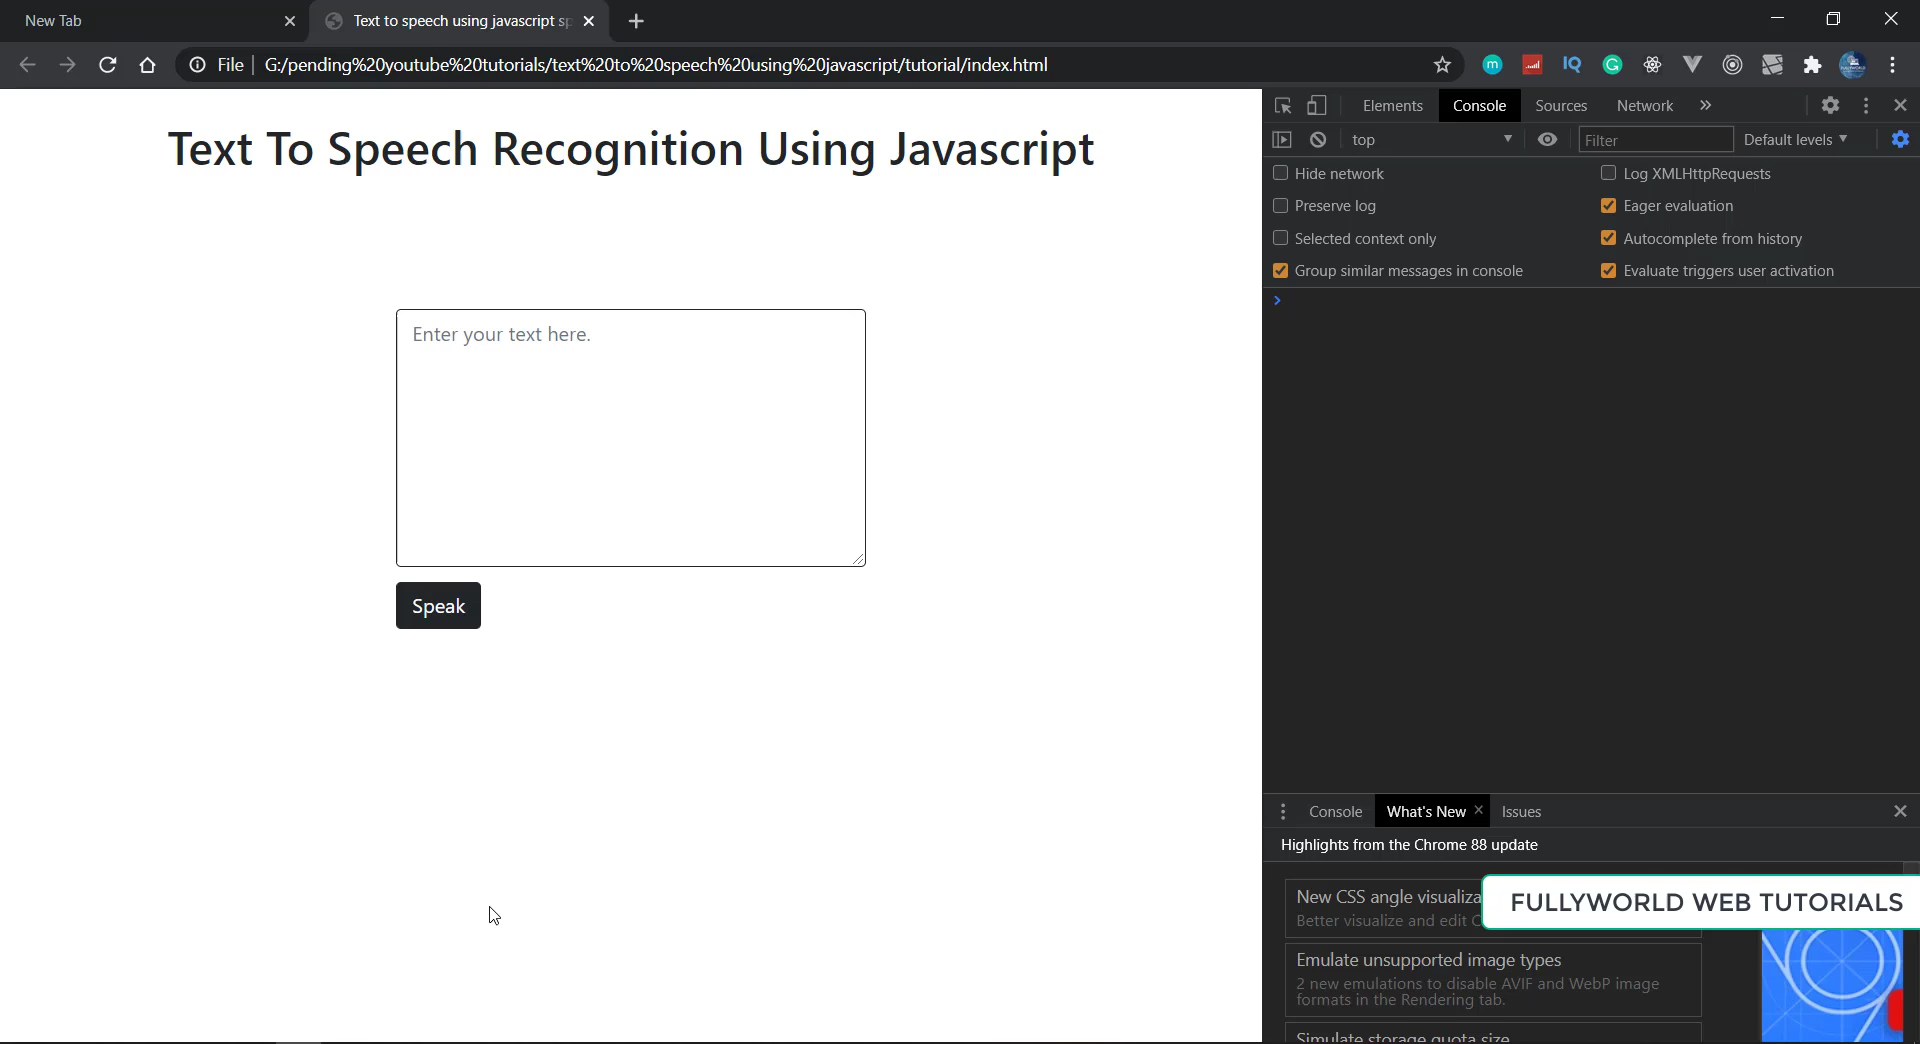 New Tab
Text to speech using javascript sp
File
G:/pending%20youtube%20tutorials/text%20to%20speech%20using%20javascript/tutorial/index.html
m
IQ
G
Elements
Console
Sources
Network
top
Filter
Default levels
Hide network
Log XMLHttpRequests
Preserve log
Eager evaluation
Selected context only
Autocomplete from history
Group similar messages in console
Evaluate triggers user activation
Text To Speech Recognition Using Javascript
Enter your text here.
Speak
Console
What's New
Issues
Highlights from the Chrome 88 update
New CSS angle visualiza
Better visualize and edit C
FULLYWORLD WEB TUTORIALS
Emulate unsupported image types
2 new emulations to disable AVIF and WebP image
formats in the Rendering tab.
Simulate storage quota size